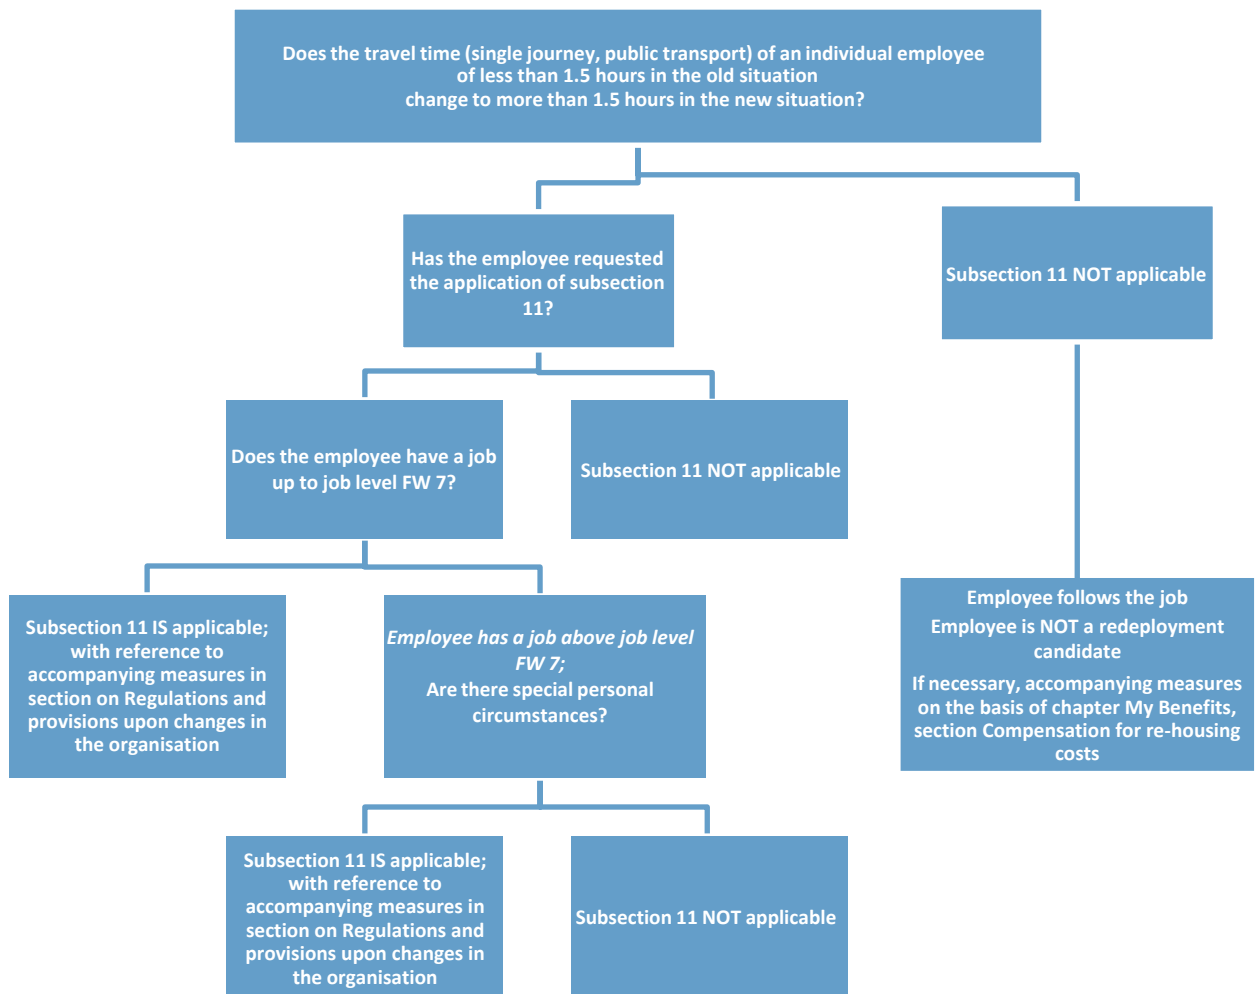 Does the travel time (single journey, public transport) of an individual employee
of less than 1.5 hours in the old situation
change to more than 1.5 hours in the new situation?
Has the employee requested
the application of subsection
11?
Subsection 11 NOT applicable
Does the employee have a job
up to job level FW 7?
Subsection 11 NOT applicable
Subsection 11 IS applicable;
with reference to
accompanying measures in
section on Regulations and
provisions upon changes in
the organisation
Employee has a job above job level
FW 7;
Are there special personal
circumstances?
Employee follows the job
Employee is NOT a redeployment
candidate
If necessary, accompanying measures
on the basis of chapter My Benefits,
section Compensation for re-housing
costs
Subsection 11 IS applicable;
with reference to
accompanying measures in
section on Regulations and
provisions upon changes in
the organisation
Subsection 11 NOT applicable